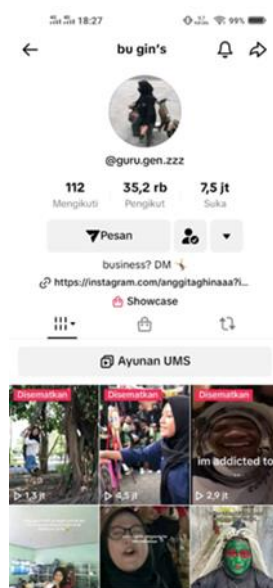 18:27
99%
bu gin's
@guru.gen.zzz
112 35,2 rb 7,5 jt
Mengikuti Pengikut Suka
Pesan
business? DM
https://instagram.com/anggitaghinaaa?i...
Showcase
Ayunan UMS
Disematkan Disematkan Disematkan
im addicted to
1,3 jt 4,5 jt 2,9 jt